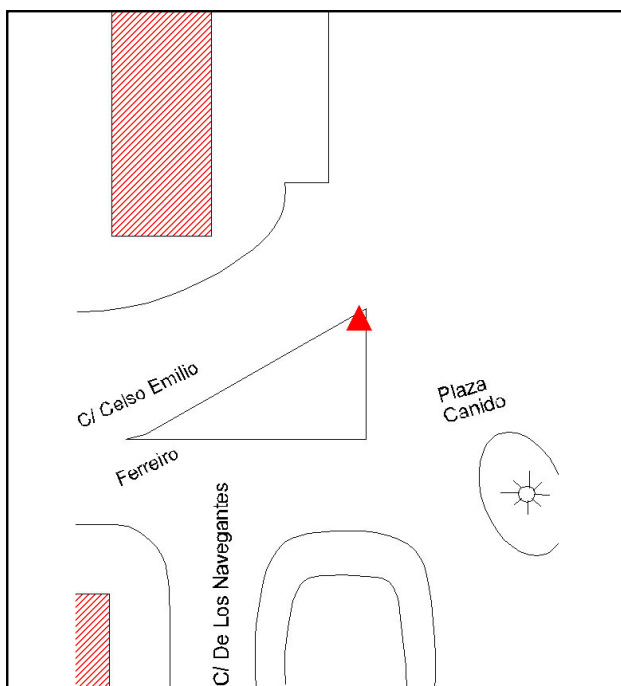 C/ Celso Emilio
Ferreiro
Plaza
Canido
C/ De Los Navegantes